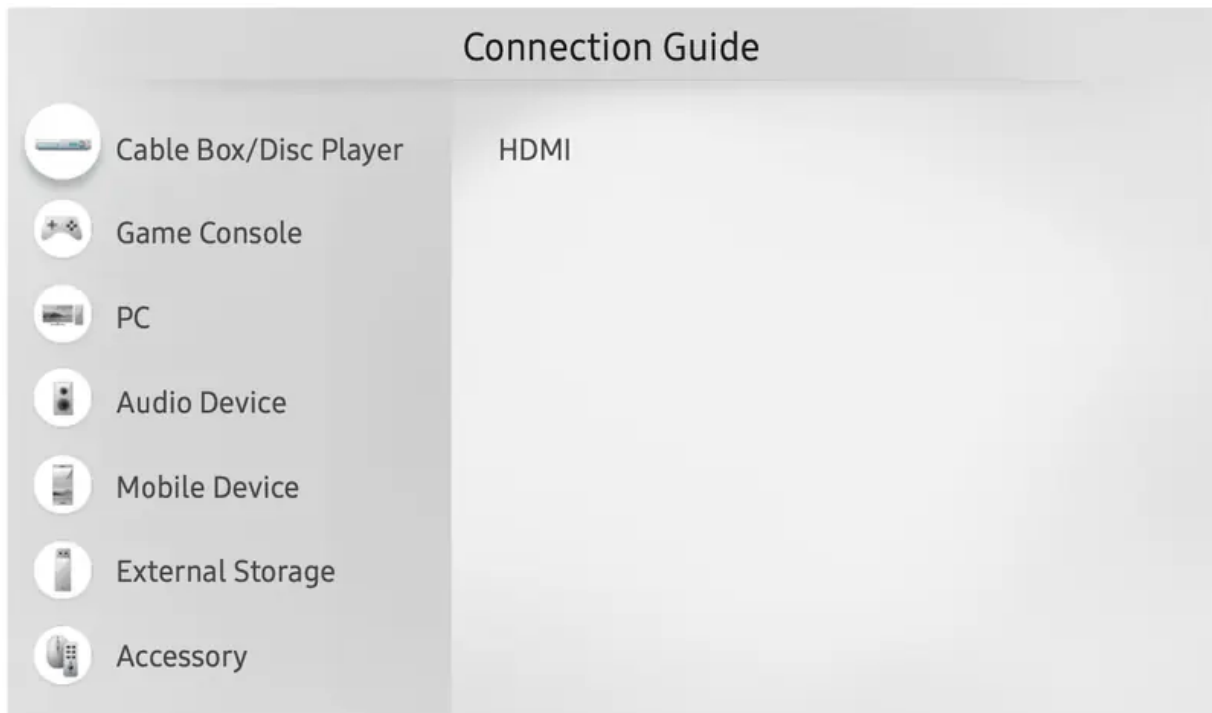 Connection Guide
Cable Box/Disc Player
HDMI
Game Console
PC
Audio Device
Mobile Device
External Storage
Accessory